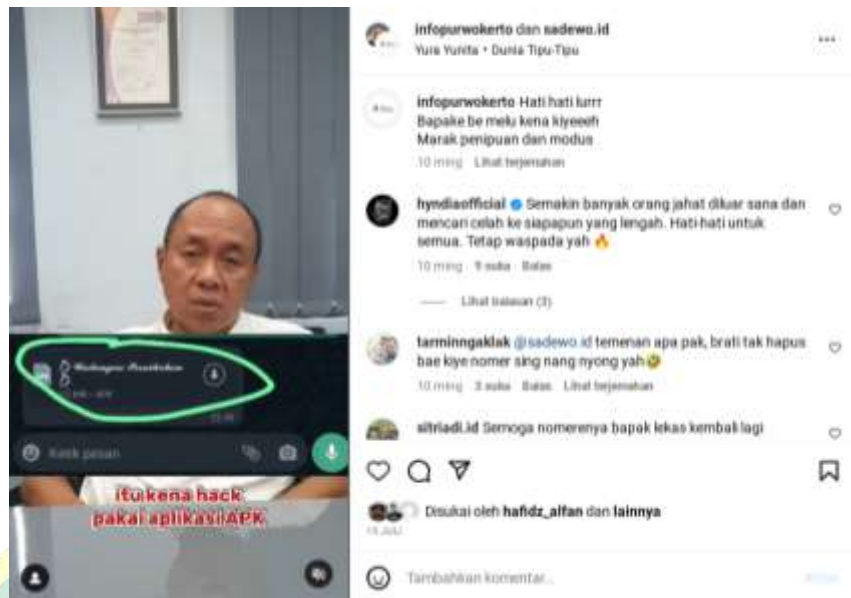 infopurwokerto dan sadewo.id
Yura Yunita • Dunia Tipu-Tipu
infopurwokerto Hati hati lurrr
Bapake be melu kena kiyeeeh
Marak penipuan dan modus
10 ming Lihat terjemahan
hyndiaofficial Semakin banyak orang jahat diluar sana dan
mencari celah ke siapapun yang lengah. Hati-hati untuk
semua. Tetap waspada yah 🔥
10 ming 9 suka Balas
Lihat balasan (3)
tarminngaklak @sadewo.id temenan apa pak, brati tak hapus
bae kiye nomer sing nang nyong yah🤣
10 ming 3 suka Balas Lihat terjemahan
sitriadi.id Semoga nomerenya bapak lekas kembali lagi
Disukai oleh hafidz_alfan dan lainnya
Tambahkan komentar...
Ketik pesan
itu kena hack
pakai aplikasi APK